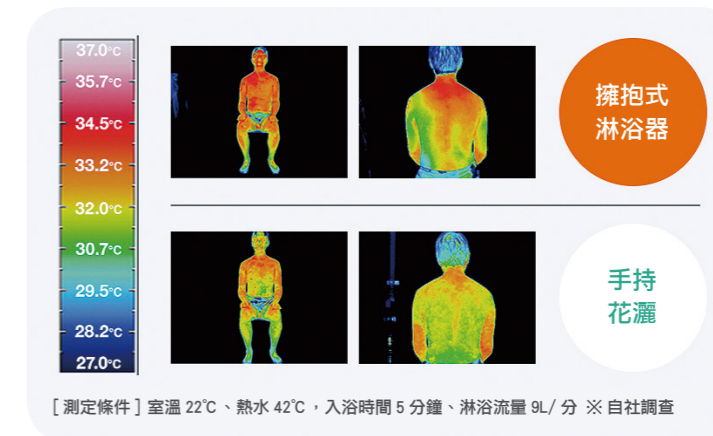 37.0°C
35.7°C
34.5°C
33.2°C
32.0°C
30.7°C
29.5°C
28.2°C
27.0°C
擁抱式
淋浴器
手持
花灑
[ 測定條件 ] 室溫 22℃、熱水 42℃，入浴時間 5 分鐘、淋浴流量 9L/ 分 ※ 自社調查